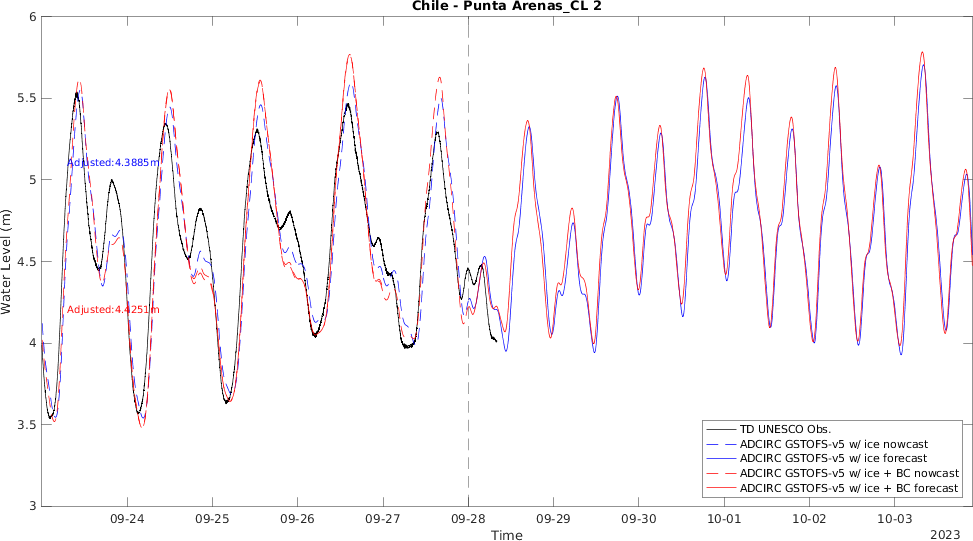 Chile - Punta Arenas_CL 2
6
5.5
5
4.5
4
3.5
3
Water Level (m)
Adjusted:4.3885m
Adjusted:4.4251m
TD UNESCO Obs.
ADCIRC GSTOFS-v5 w/ ice nowcast
ADCIRC GSTOFS-v5 w/ ice forecast
ADCIRC GSTOFS-v5 w/ ice + BC nowcast
ADCIRC GSTOFS-v5 w/ ice + BC forecast
09-24 09-25 09-26 09-27 09-28 09-29 09-30 10-01 10-02 10-03
Time
2023